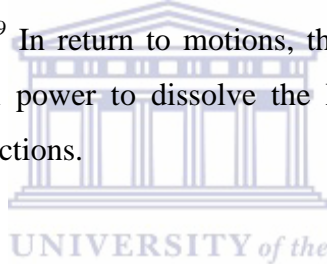 9 In return to motions, th
power to dissolve the
ctions.
UNIVERSITY of the